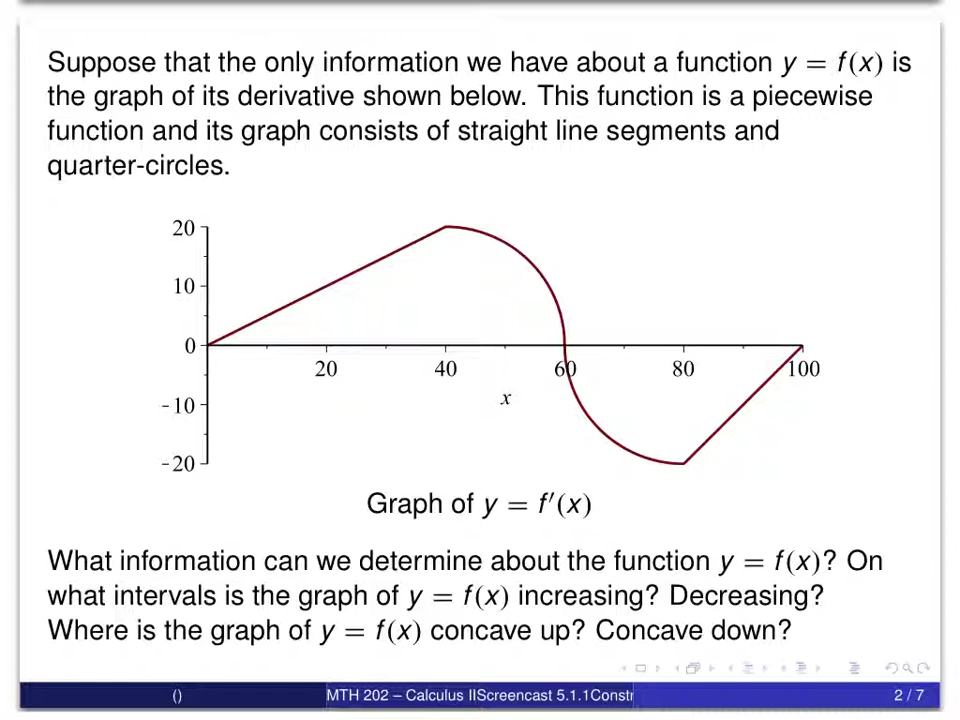 Suppose that the only information we have about a function y = f(x) is
the graph of its derivative shown below. This function is a piecewise
function and its graph consists of straight line segments and
quarter-circles.
20
10
0
-10
-20
20 40 60 80 100
x
Graph of y = f′(x)
What information can we determine about the function y = f(x)? On
what intervals is the graph of y = f(x) increasing? Decreasing?
Where is the graph of y = f(x) concave up? Concave down?
() MTH 202 – Calculus IIScreencast 5.1.1Constr 2 / 7